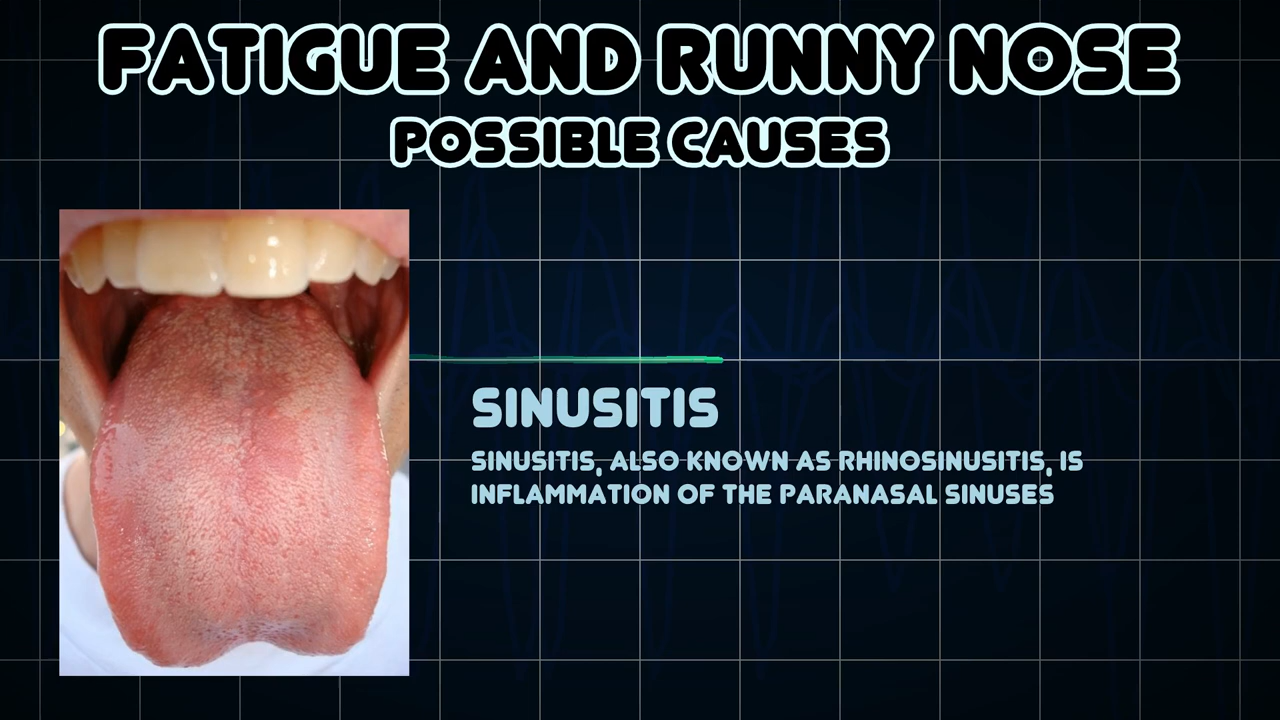 FATIGUE AND RUNNY NOSE
POSSIBLE CAUSES
SINUSITIS
SINUSITIS, ALSO KNOWN AS RHINOSINUSITIS, IS
INFLAMMATION OF THE PARANASAL SINUSES